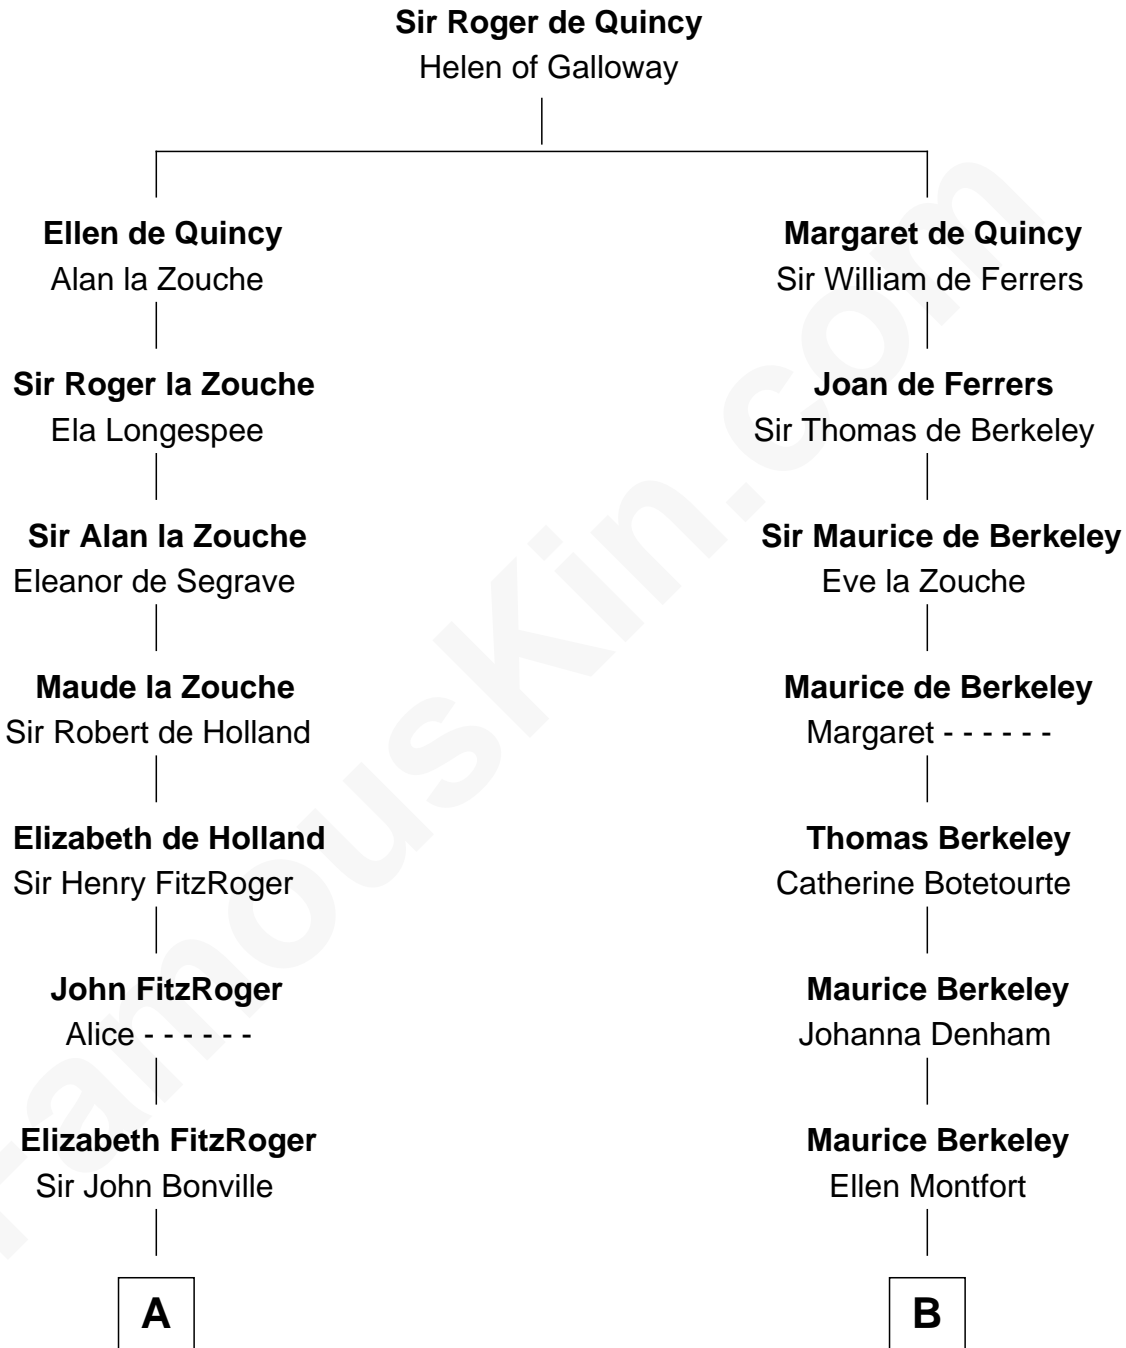 Sir Roger de Quincy
Helen of Galloway
Ellen de Quincy
Alan la Zouche
Margaret de Quincy
Sir William de Ferrers
Sir Roger la Zouche
Ela Longespee
Joan de Ferrers
Sir Thomas de Berkeley
Sir Alan la Zouche
Eleanor de Segrave
Sir Maurice de Berkeley
Eve la Zouche
Maude la Zouche
Sir Robert de Holland
Maurice de Berkeley
Margaret - - - - - -
Elizabeth de Holland
Sir Henry FitzRoger
Thomas Berkeley
Catherine Botetourte
John FitzRoger
Alice - - - - - -
Maurice Berkeley
Johanna Denham
Elizabeth FitzRoger
Sir John Bonville
Maurice Berkeley
Ellen Montfort
A
B
FamousKin.com